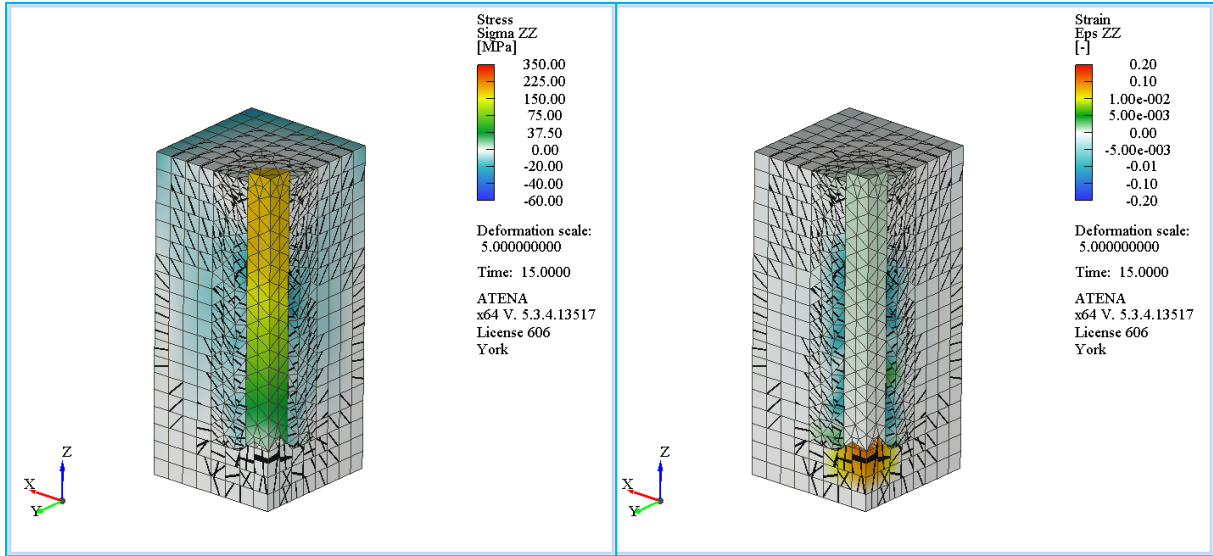 Stress
Sigma ZZ
[MPa]
350.00
225.00
150.00
75.00
37.50
0.00
-20.00
-40.00
-60.00
Deformation scale:
5.000000000
Time: 15.0000
ATENA
x64 V. 5.3.4.13517
License 606
York
Z
X
Y
Strain
Eps ZZ
[-]
0.20
0.10
1.00e-002
5.00e-003
0.00
-5.00e-003
-0.01
-0.10
-0.20
Deformation scale:
5.000000000
Time: 15.0000
ATENA
x64 V. 5.3.4.13517
License 606
York
Z
X
Y